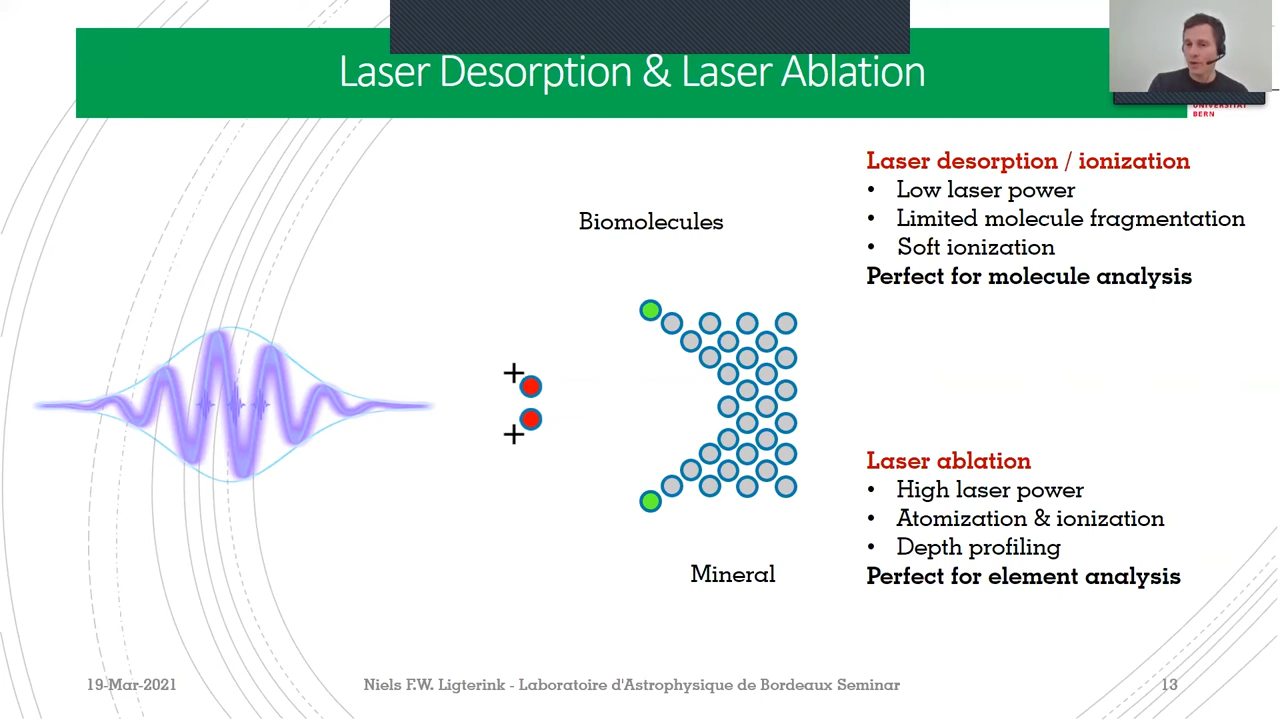 Laser Desorption & Laser Ablation
UNIVERSITÄT
BERN
Laser desorption / ionization
• Low laser power
• Limited molecule fragmentation
• Soft ionization
Perfect for molecule analysis
Biomolecules
+
+
Laser ablation
• High laser power
• Atomization & ionization
• Depth profiling
Perfect for element analysis
Mineral
19-Mar-2021
Niels F.W. Ligterink - Laboratoire d'Astrophysique de Bordeaux Seminar
13